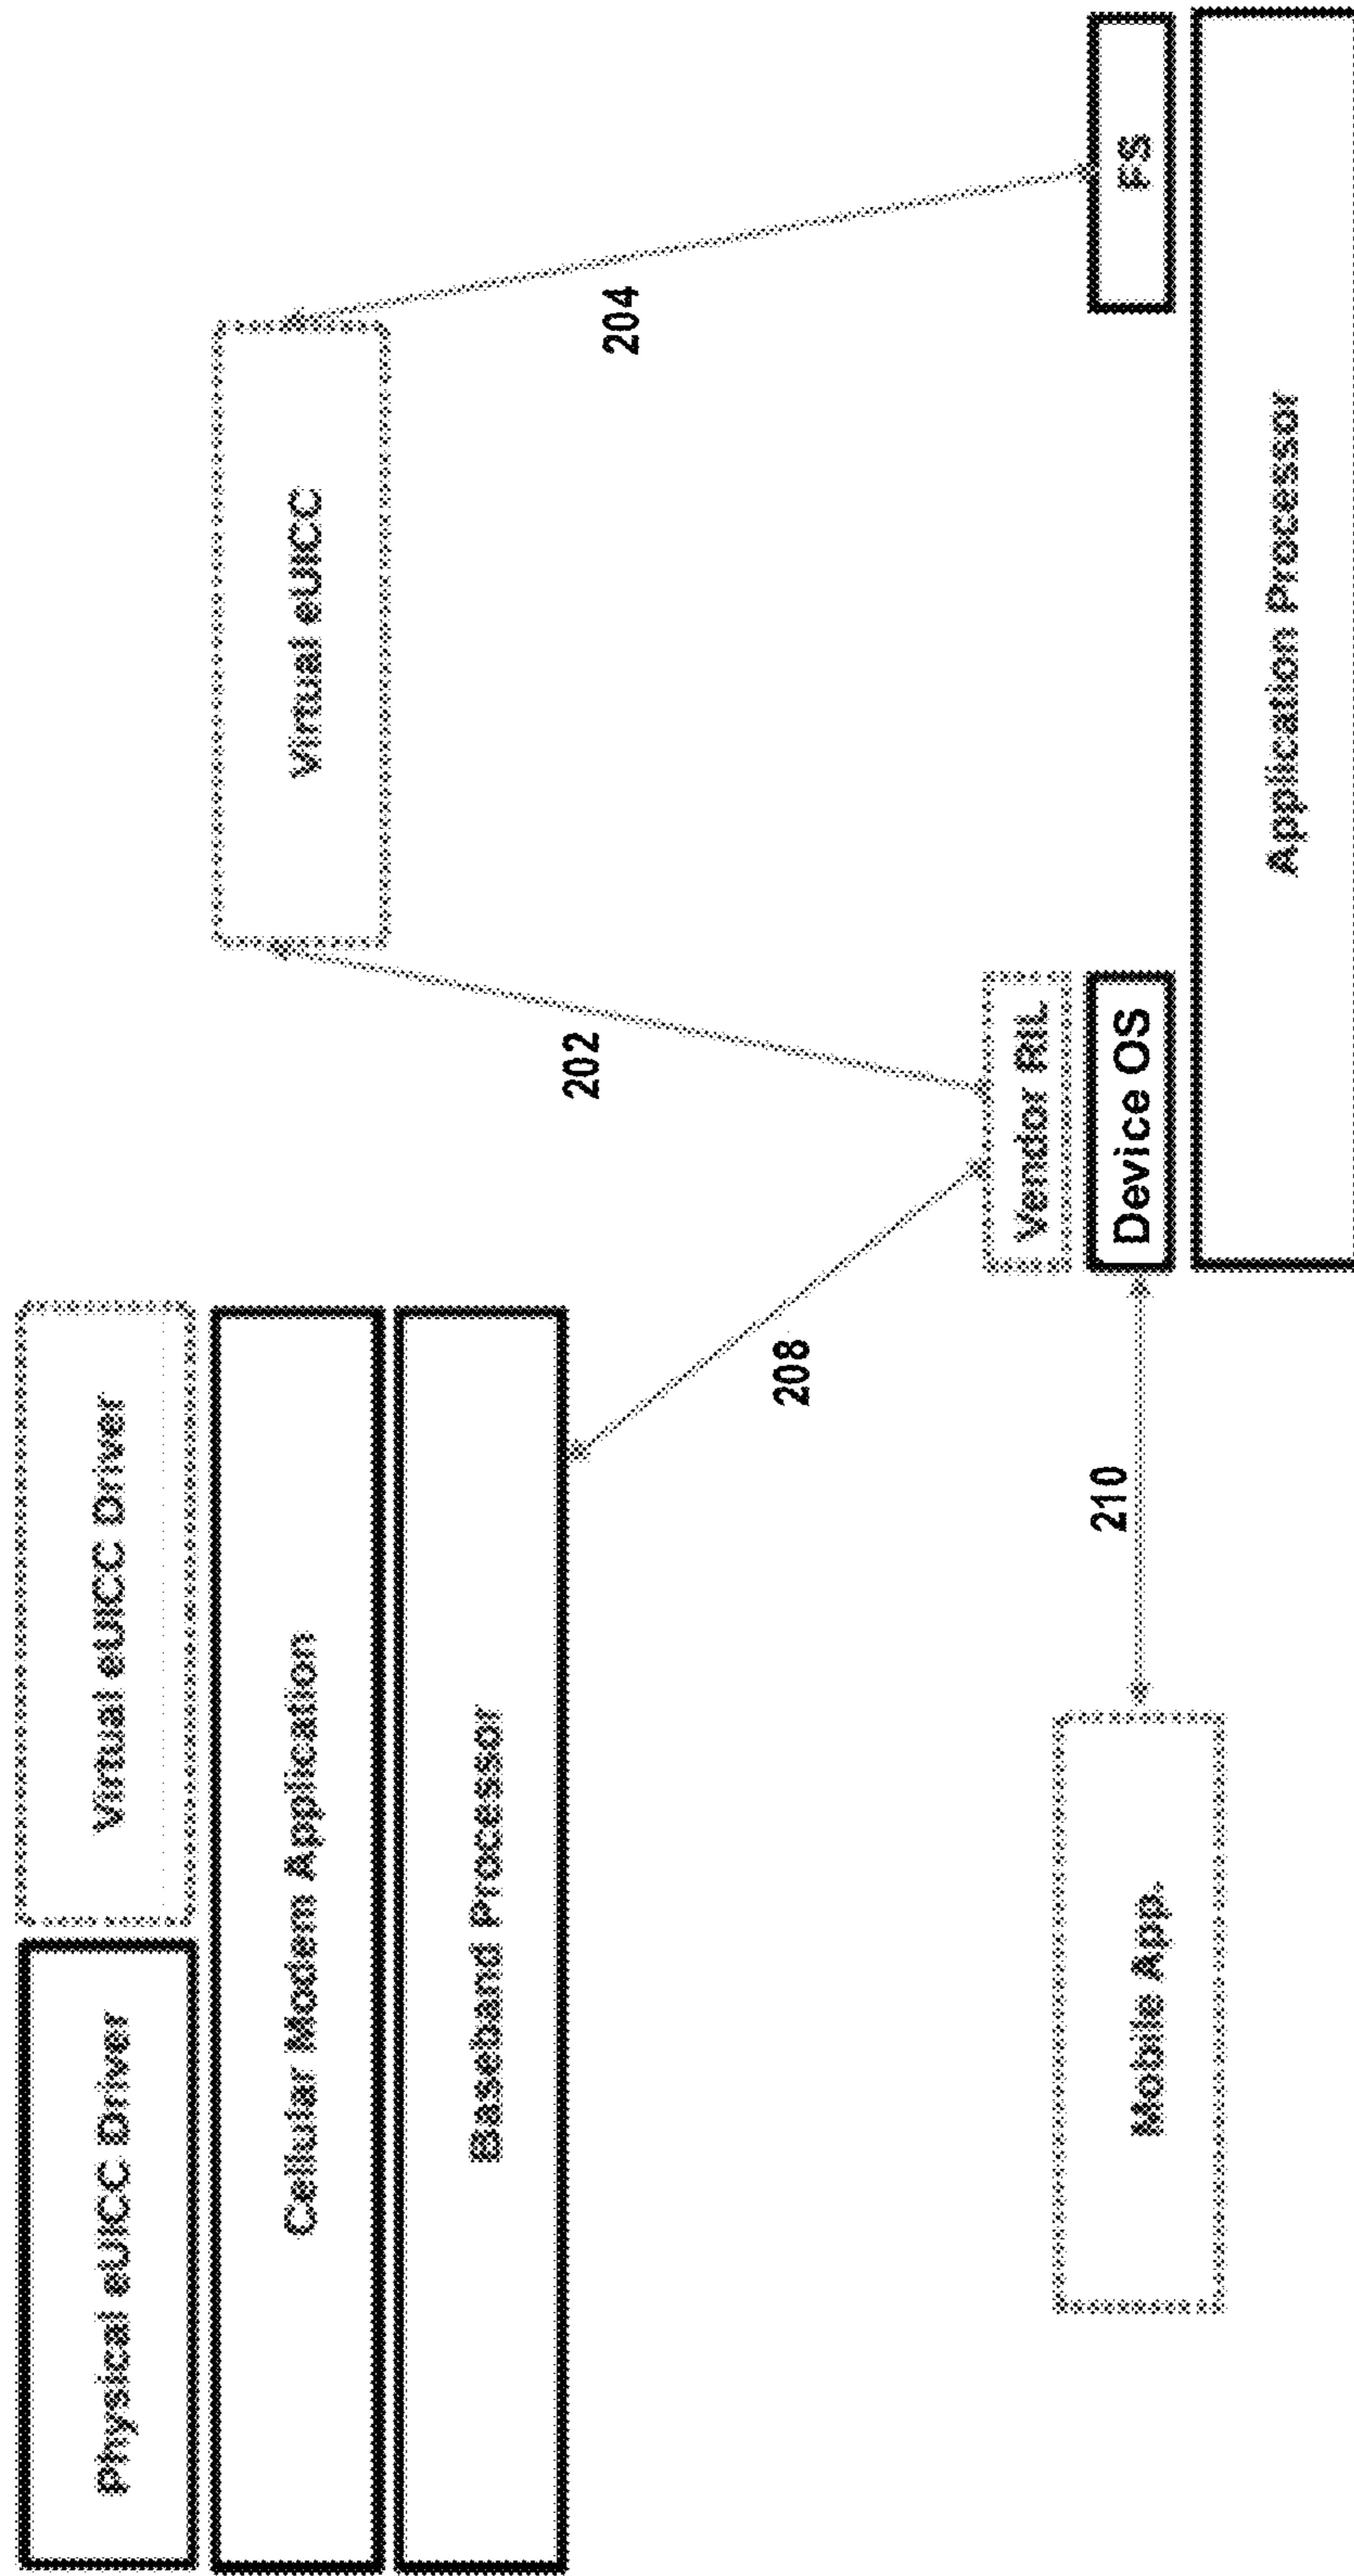 Physical eUICC Driver
Virtual eUICC Driver
Cellular Modem Application
Baseband Processor
Virtual eUICC
202
204
208
Vendor RIL
Mobile App.
210
Device OS
FS
Application Processor